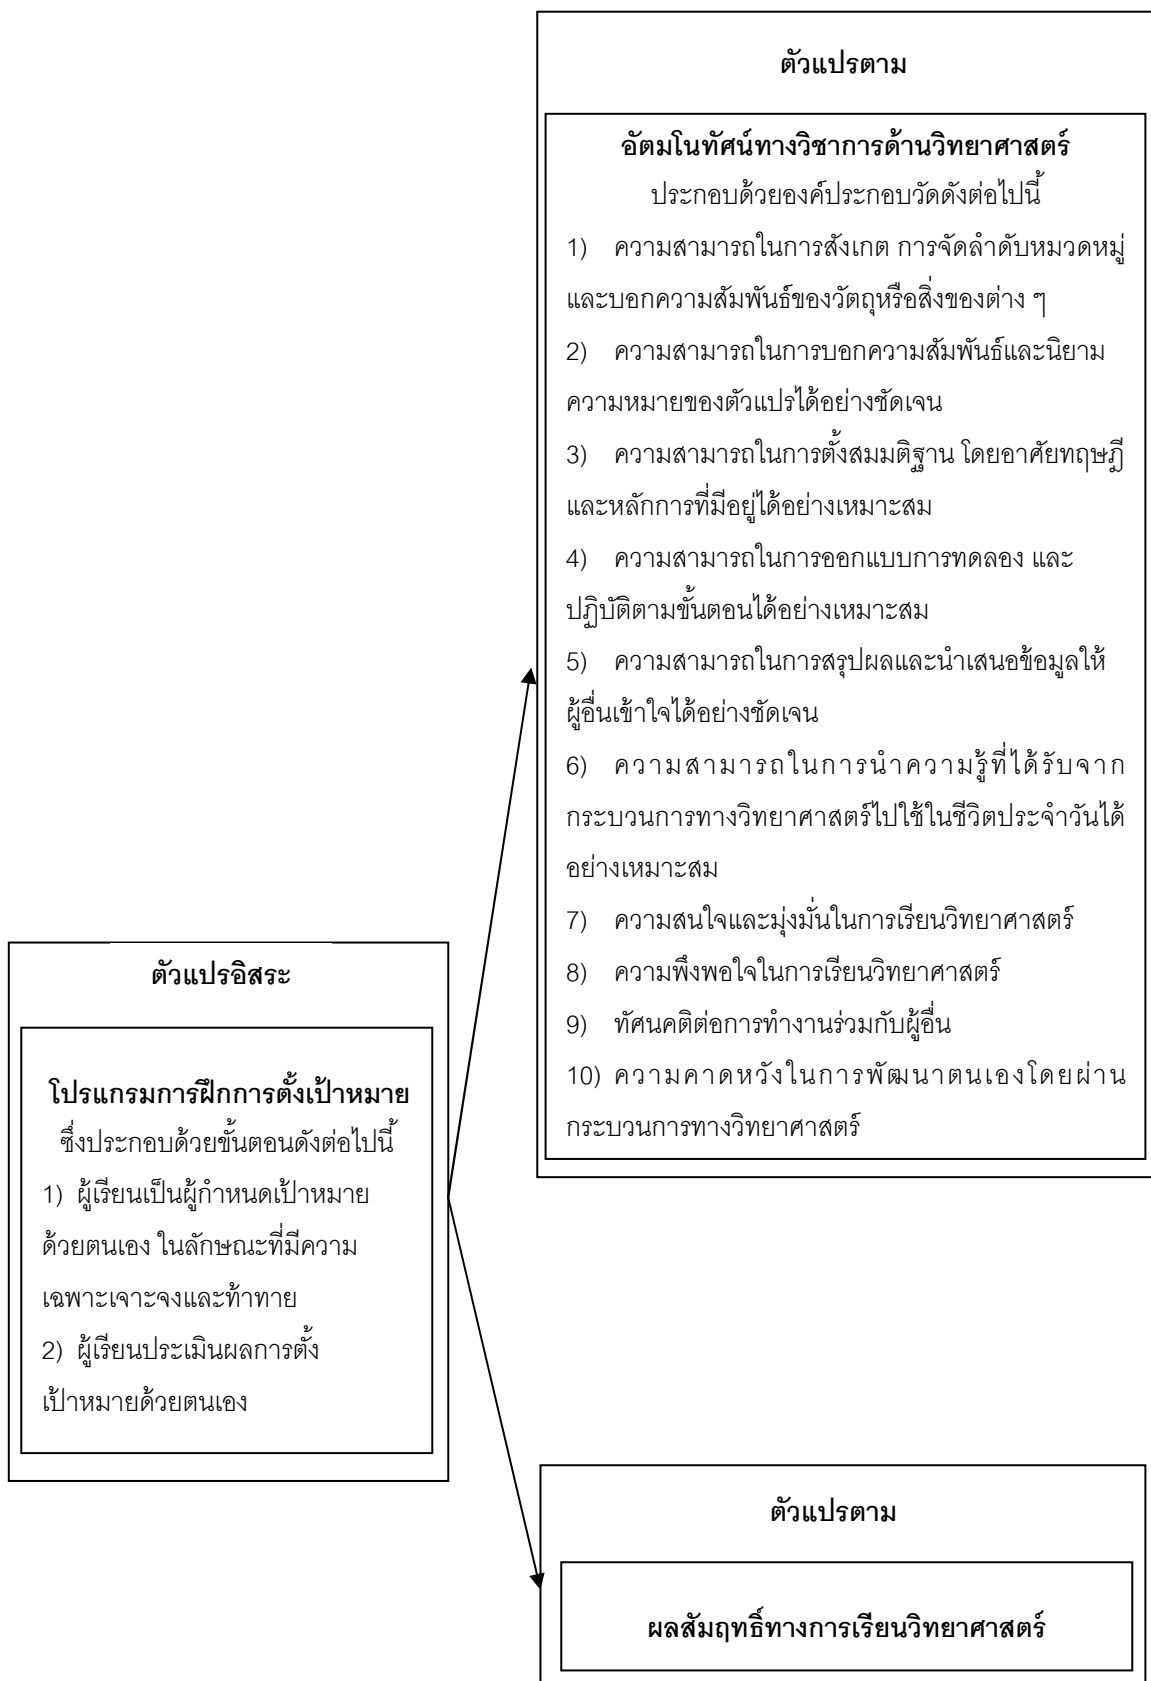 ตัวแปรตาม
อัตมโนทัศน์ทางวิชาการด้านวิทยาศาสตร์
ประกอบด้วยองค์ประกอบวัดดังต่อไปนี้
1) ความสามารถในการสังเกต การจัดลำดับหมวดหมู่
และบอกความสัมพันธ์ของวัตถุหรือสิ่งของต่าง ๆ
2) ความสามารถในการบอกความสัมพันธ์และนิยาม
ความหมายของตัวแปรได้อย่างชัดเจน
3) ความสามารถในการตั้งสมมติฐาน โดยอาศัยทฤษฎี
และหลักการที่มีอยู่ได้อย่างเหมาะสม
4) ความสามารถในการออกแบบการทดลอง และ
ปฏิบัติตามขั้นตอนได้อย่างเหมาะสม
5) ความสามารถในการสรุปผลและนำเสนอข้อมูลให้
ผู้อื่นเข้าใจได้อย่างชัดเจน
6) ความสามารถในการนำความรู้ที่ได้รับจาก
กระบวนการทางวิทยาศาสตร์ไปใช้ในชีวิตประจำวันได้
อย่างเหมาะสม
7) ความสนใจและมุ่งมั่นในการเรียนวิทยาศาสตร์
8) ความพึงพอใจในการเรียนวิทยาศาสตร์
9) ทัศนคติต่อการทำงานร่วมกับผู้อื่น
10) ความคาดหวังในการพัฒนาตนเองโดยผ่าน
กระบวนการทางวิทยาศาสตร์
ตัวแปรอิสระ
โปรแกรมการฝึกการตั้งเป้าหมาย
ซึ่งประกอบด้วยขั้นตอนดังต่อไปนี้
1) ผู้เรียนเป็นผู้กำหนดเป้าหมาย
ด้วยตนเอง ในลักษณะที่มีความ
เฉพาะเจาะจงและท้าทาย
2) ผู้เรียนประเมินผลการตั้ง
เป้าหมายด้วยตนเอง
ตัวแปรตาม
ผลสัมฤทธิ์ทางการเรียนวิทยาศาสตร์